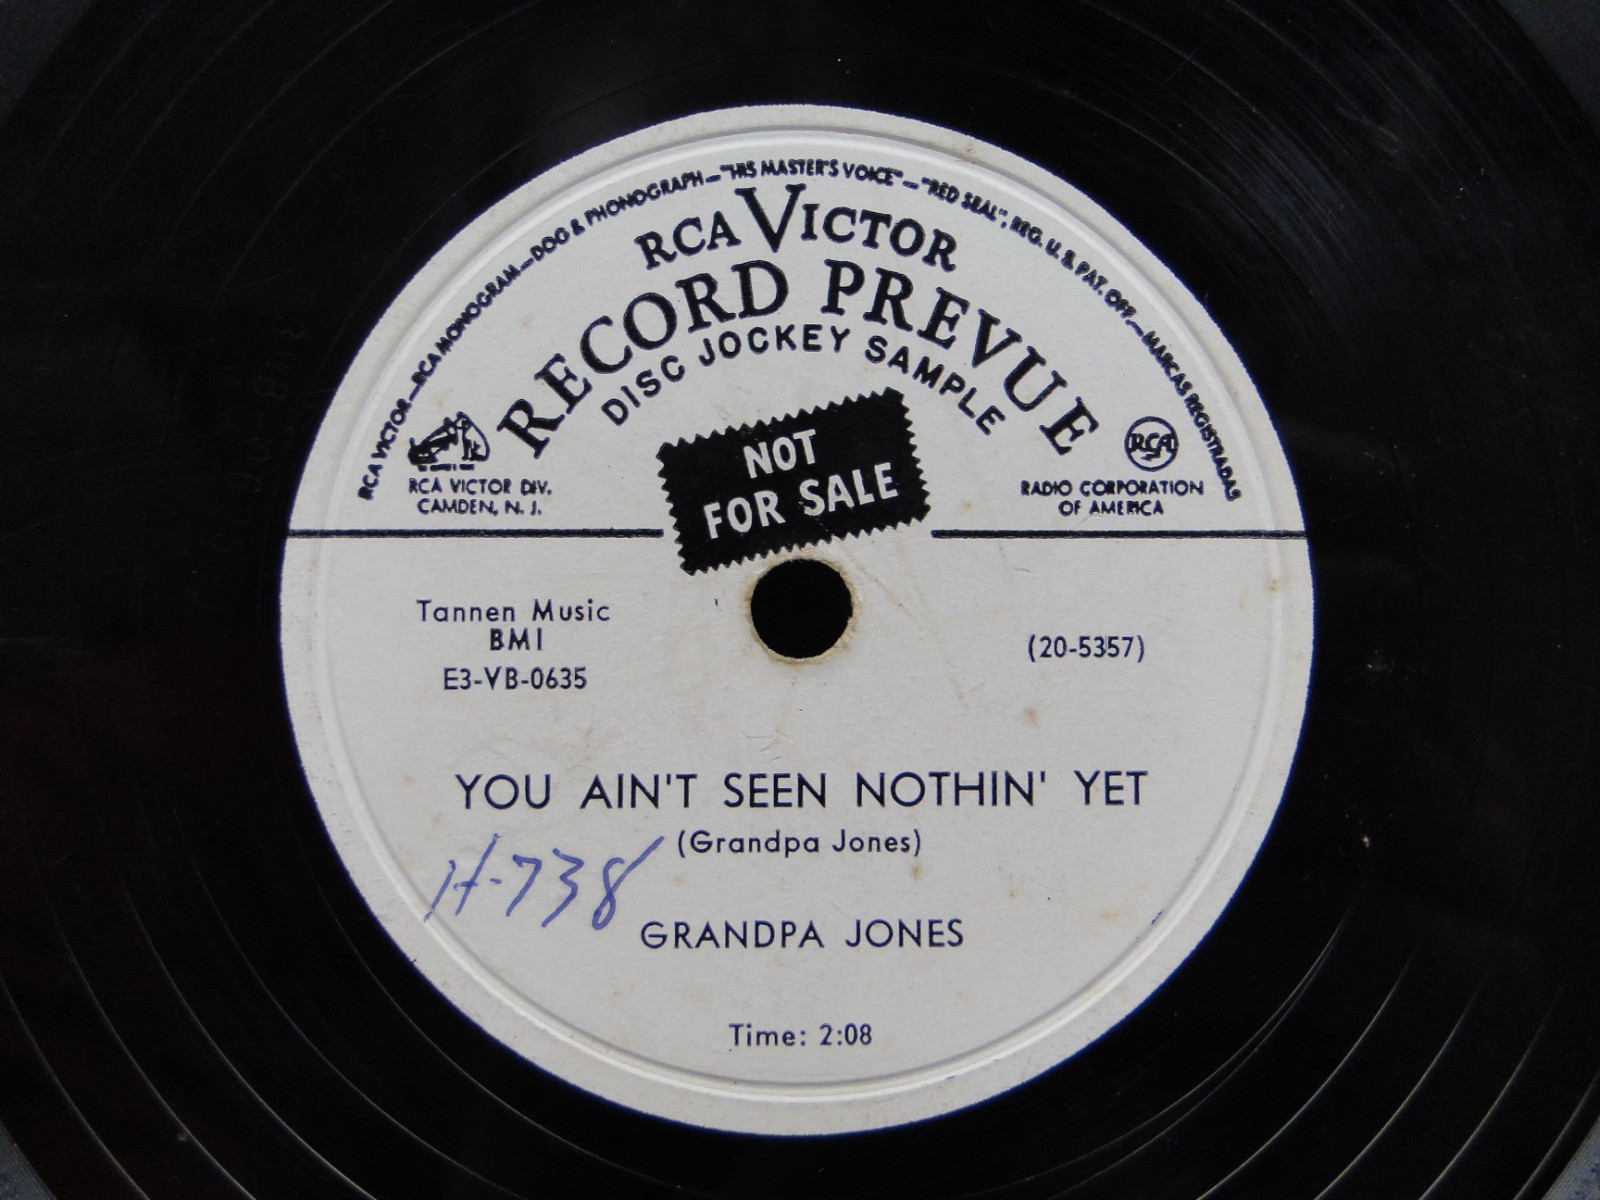 RCA VICTOR—RCA MONOGRAM—DOG & PHONOGRAPH—"HIS MASTER'S VOICE"—"RED SEAL", REG. U. S. PAT. OFF.—MARCAS REGISTRADAS
RCA VICTOR
RECORD PREVUE
DISC JOCKEY SAMPLE
NOT
FOR SALE
RCA VICTOR DIV.
CAMDEN, N. J.
RCA
RADIO CORPORATION
OF AMERICA
Tannen Music
BMI
E3-VB-0635
(20-5357)
YOU AIN'T SEEN NOTHIN' YET
(Grandpa Jones)
H-738
GRANDPA JONES
Time: 2:08